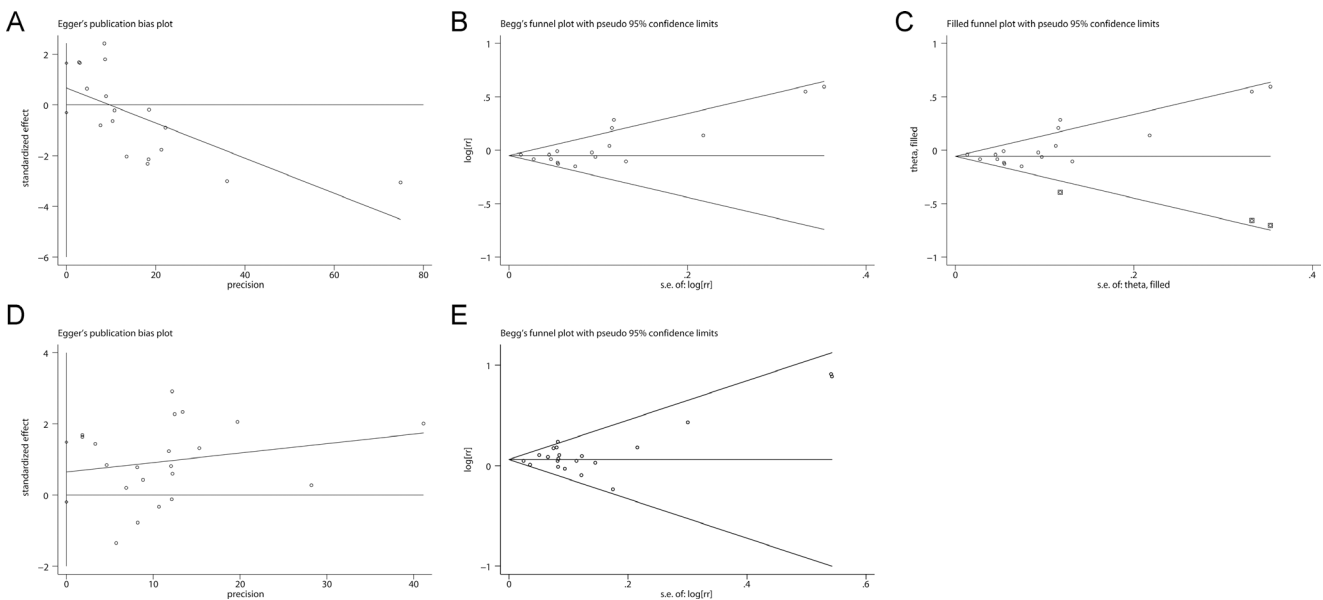 A
Egger's publication bias plot
standardized effect
2
0
−2
−4
−6
0
20
40
60
80
precision
B
Begg's funnel plot with pseudo 95% confidence limits
log[rr]
1
.5
0
−.5
−1
0
.2
.4
s.e. of: log[rr]
C
Filled funnel plot with pseudo 95% confidence limits
theta, filled
1
.5
0
−.5
−1
0
.2
.4
s.e. of: theta, filled
D
Egger's publication bias plot
standardized effect
4
2
0
−2
0
10
20
30
40
precision
E
Begg's funnel plot with pseudo 95% confidence limits
log[rr]
1
0
−1
0
.2
.4
.6
s.e. of: log[rr]